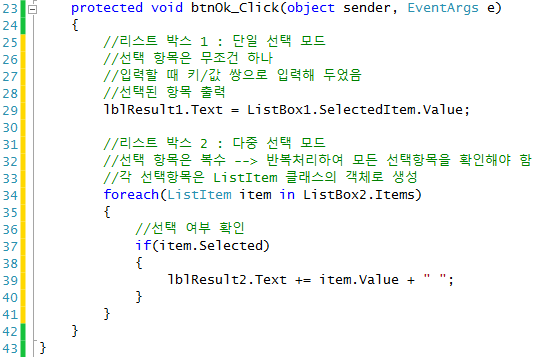 23 protected void btnOk_Click(object sender, EventArgs e)
24 {
25 //리스트 박스 1 : 단일 선택 모드
26 //선택 항목은 무조건 하나
27 //입력할 때 키/값 쌍으로 입력해 두었음
28 //선택된 항목 출력
29 lblResult1.Text = ListBox1.SelectedItem.Value;
30
31 //리스트 박스 2 : 다중 선택 모드
32 //선택 항목은 복수 --> 반복처리하여 모든 선택항목을 확인해야 함
33 //각 선택항목은 ListItem 클래스의 객체로 생성
34 foreach(ListItem item in ListBox2.Items)
35 {
36 //선택 여부 확인
37 if(item.Selected)
38 {
39 lblResult2.Text += item.Value + " ";
40 }
41 }
42 }
43 }